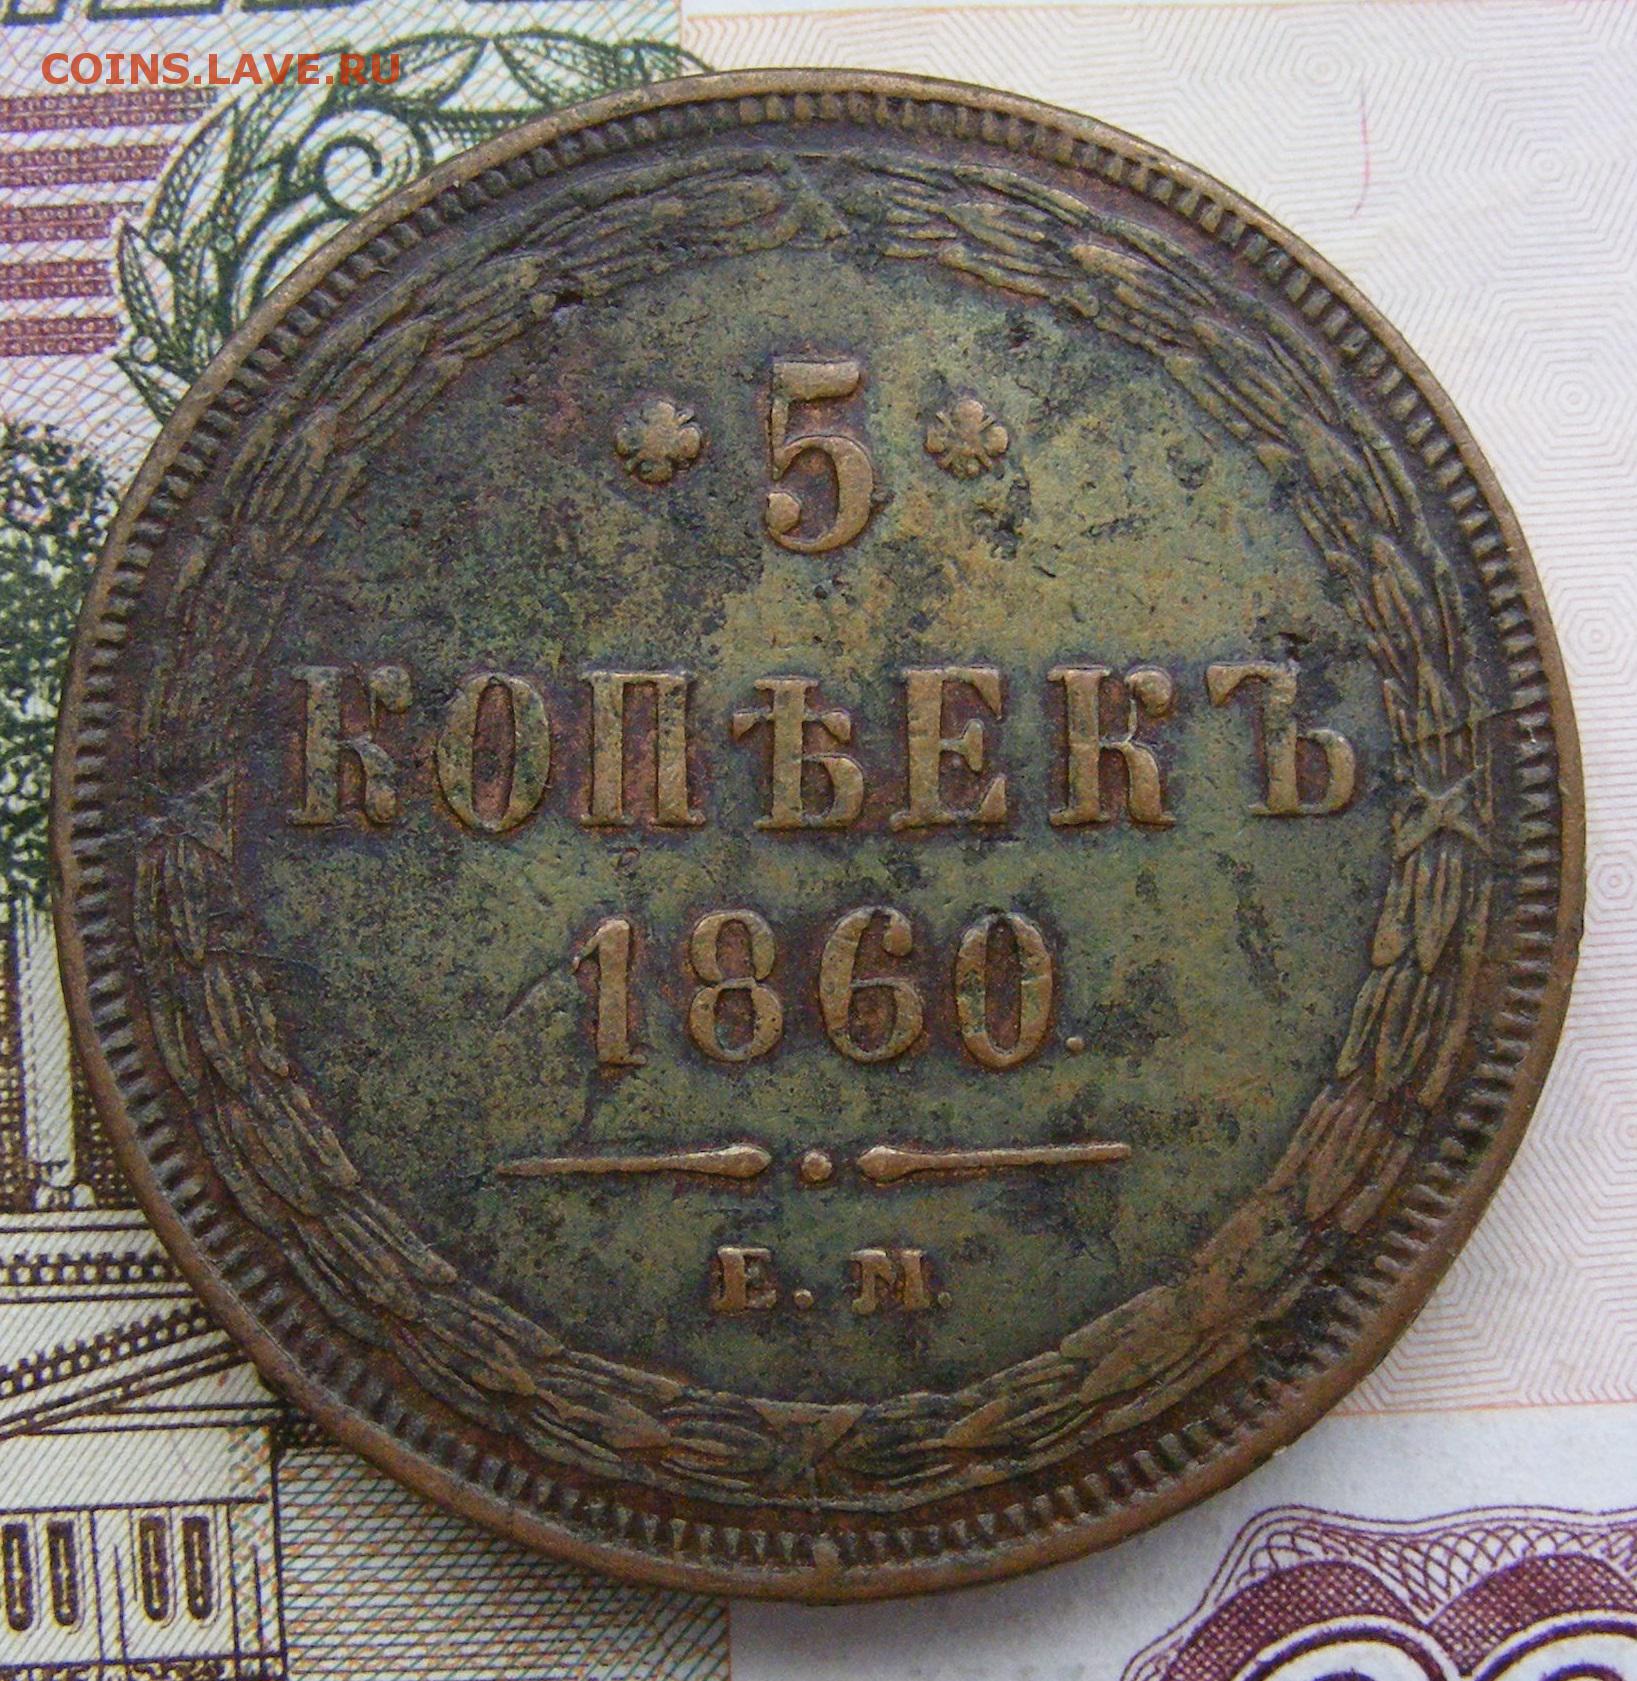 COINS.LAVE.RU
* 5 *
КОПѢЕКЪ
1860.
Е. М.